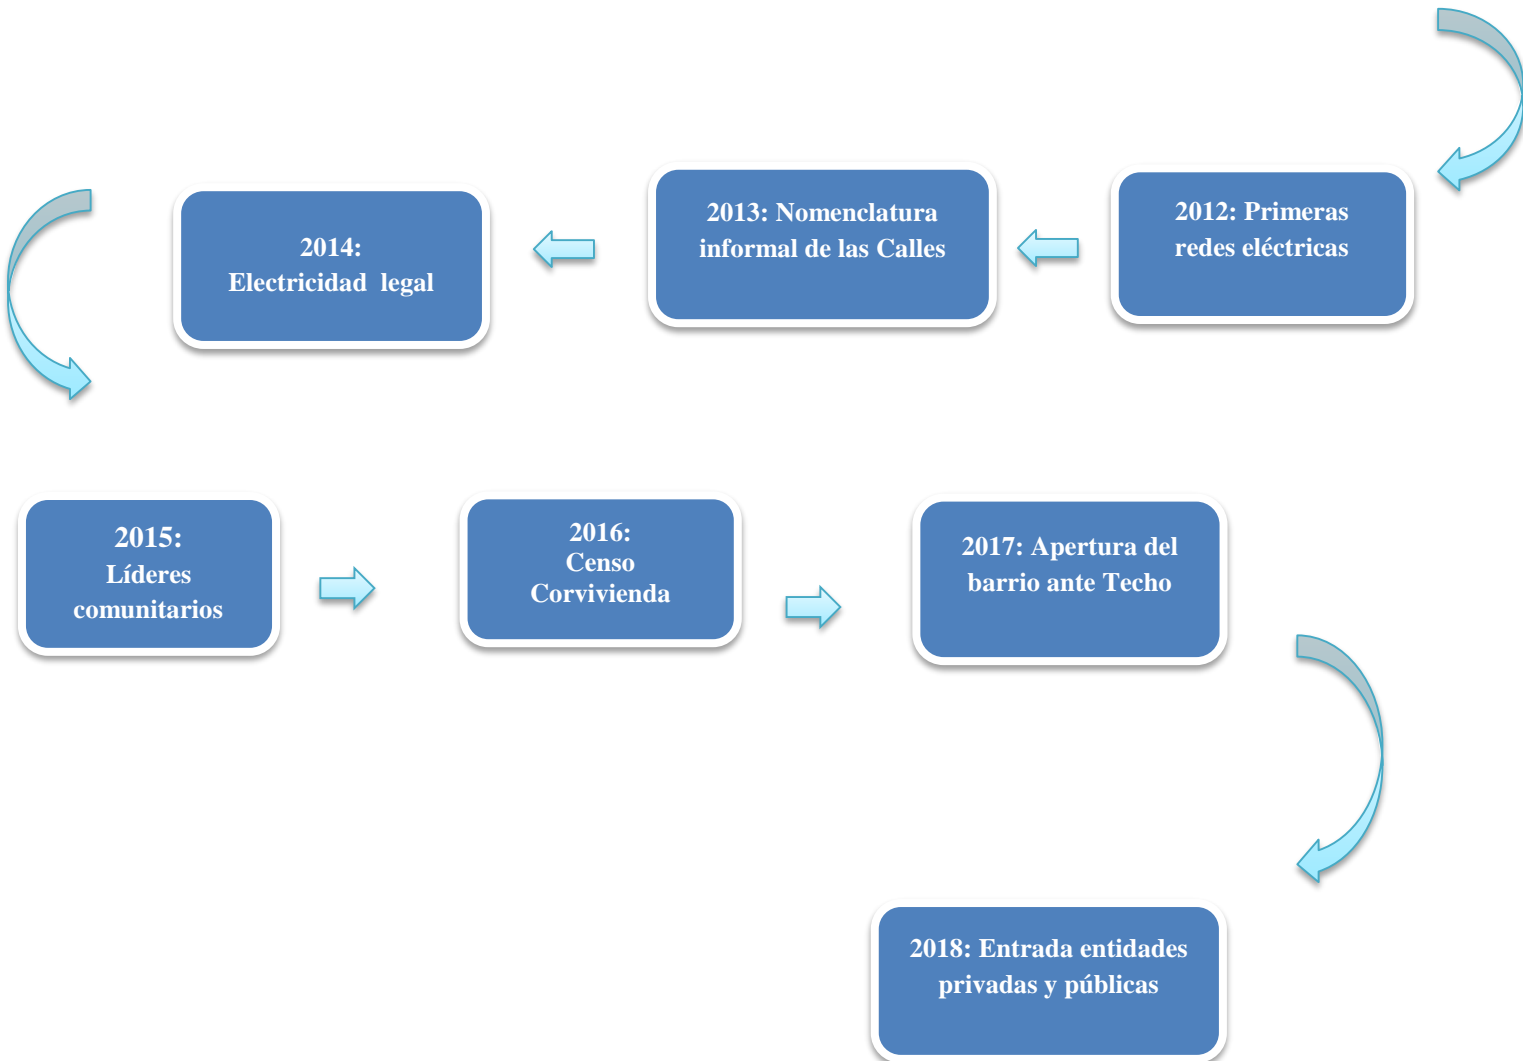 2012: Primeras
redes eléctricas
2013: Nomenclatura
informal de las Calles
2014:
Electricidad legal
2015:
Líderes
comunitarios
2016:
Censo
Corvivienda
2017: Apertura del
barrio ante Techo
2018: Entrada entidades
privadas y públicas